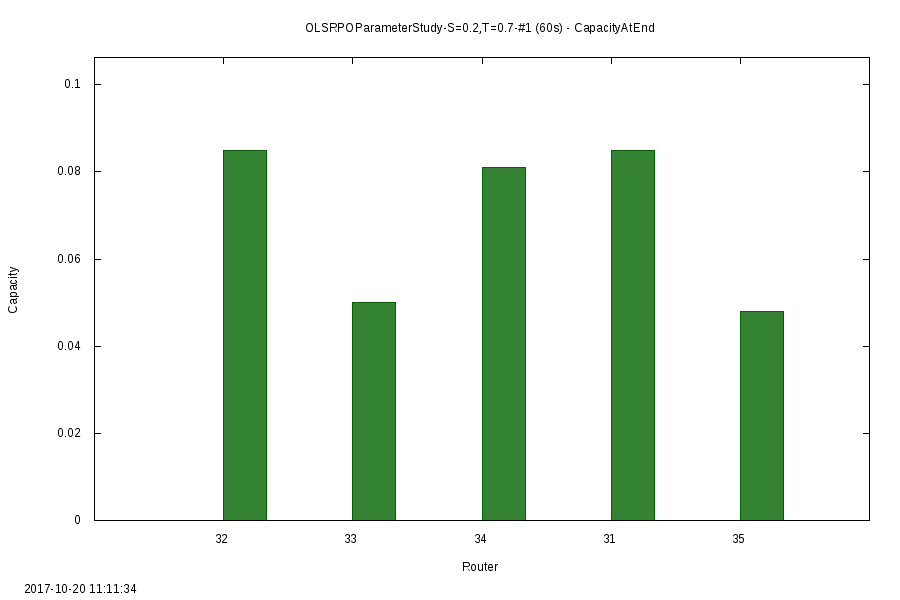 OLSRPOParameterStudy-S=0.2,T=0.7-#1 (60s) - CapacityAtEnd
0.1
0.08
0.06
0.04
0.02
0
Capacity
32 33 34 31 35
Router
2017-10-20 11:11:34